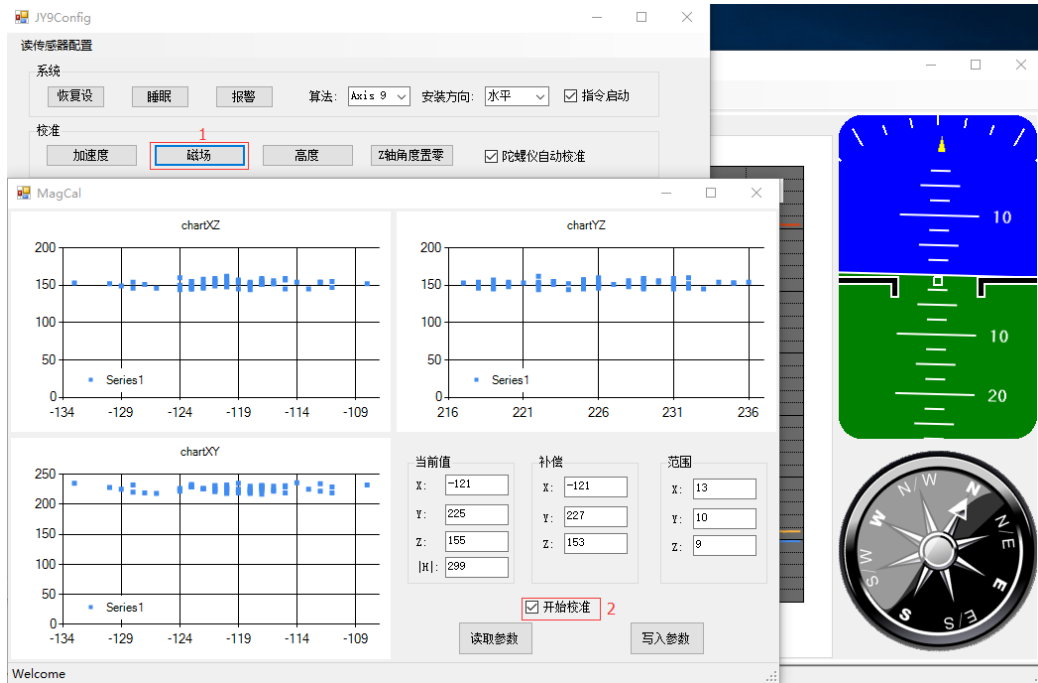 JY9Config
读传感器配置
系统
恢复设 睡眠 报警 算法: Axis 9 安装方向: 水平 指令启动
校准
1
加速度 磁场 高度 Z轴角度置零 陀螺仪自动校准
MagCal
chartXZ
200
150
100
50
0
Series1
-134 -129 -124 -119 -114 -109
chartYZ
200
150
100
50
0
Series1
216 221 226 231 236
chartXY
250
200
150
100
50
0
Series1
-134 -129 -124 -119 -114 -109
当前值
X: -121
Y: 225
Z: 155
|H|: 299
补偿
X: -121
Y: 227
Z: 153
范围
X: 13
Y: 10
Z: 9
开始校准 2
读取参数 写入参数
Welcome
10
10
20
N/W
N
N/E
E
S/E
S
S/W
W